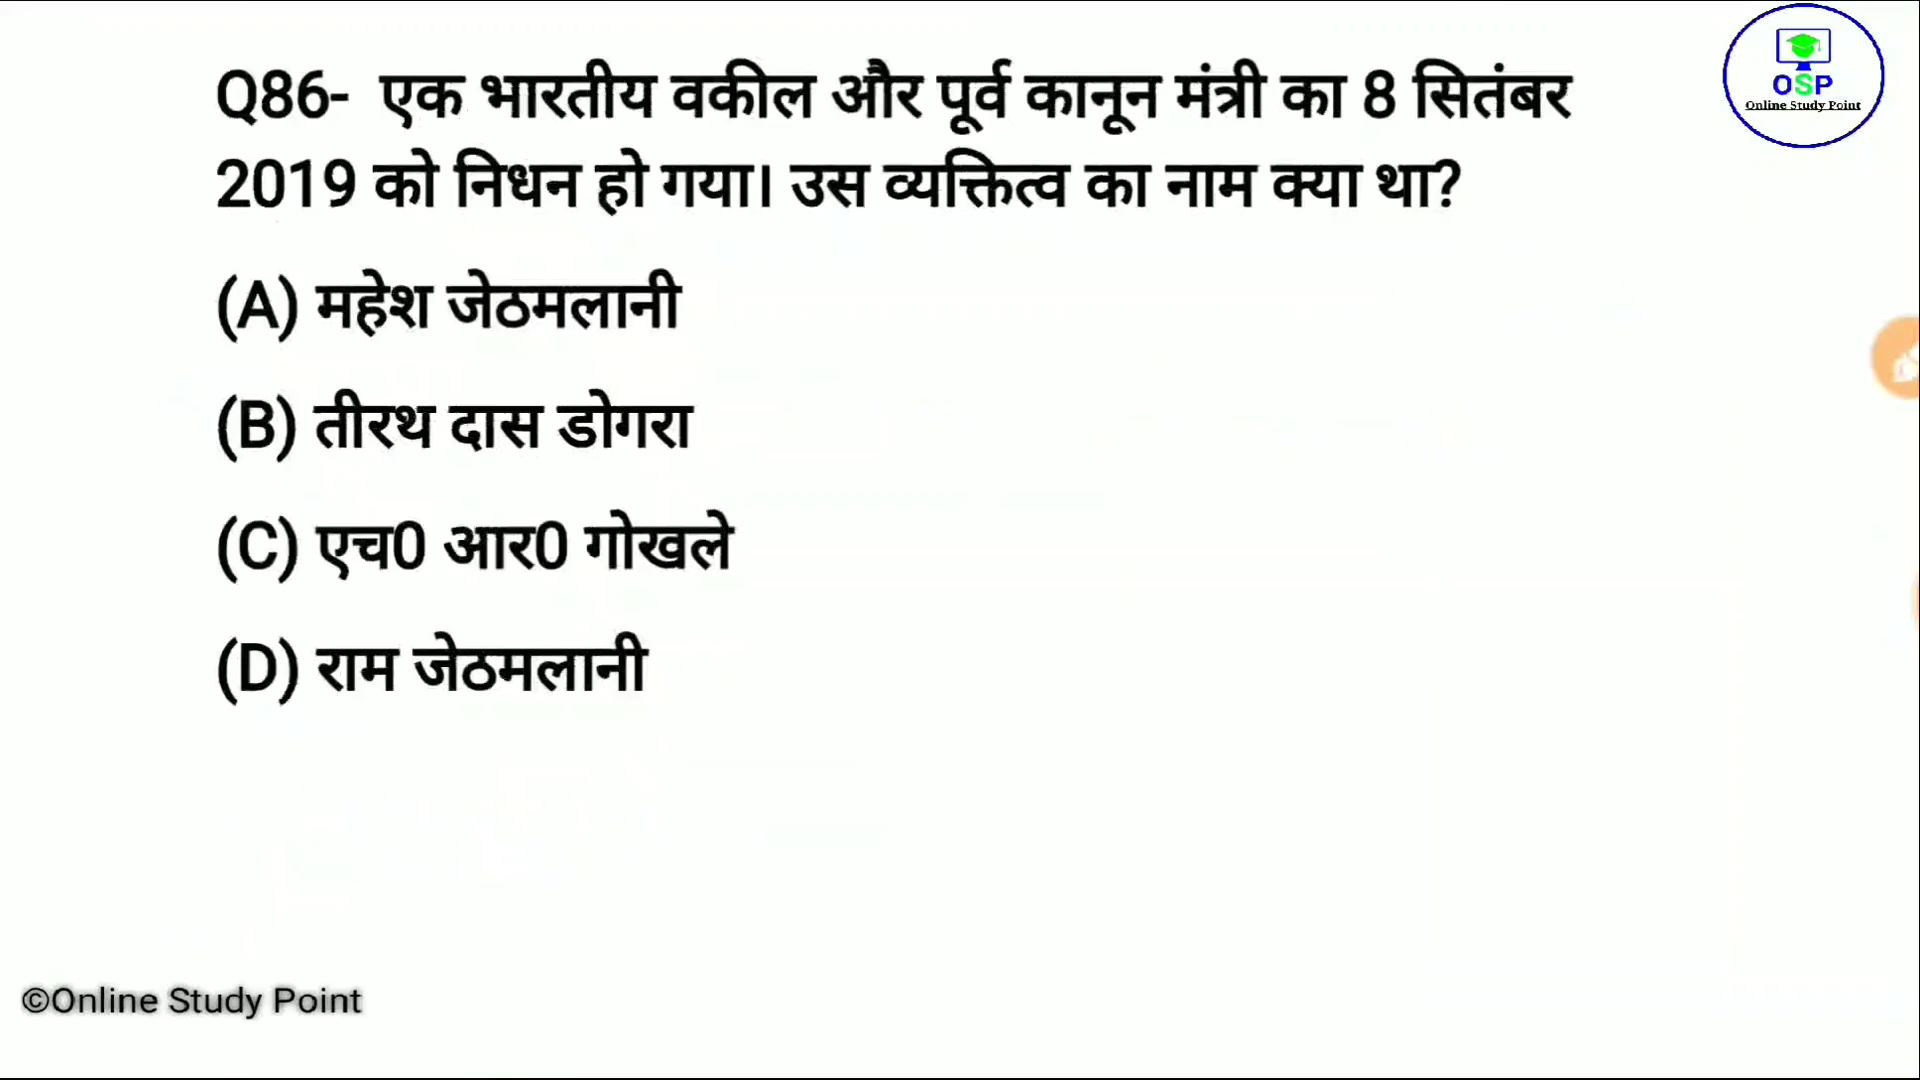 Q86- एक भारतीय वकील और पूर्व कानून मंत्री का 8 सितंबर
2019 को निधन हो गया। उस व्यक्तित्व का नाम क्या था?
(A) महेश जेठमलानी
(B) तीरथ दास डोगरा
(C) एच0 आर0 गोखले
(D) राम जेठमलानी
OSP
Online Study Point
©Online Study Point